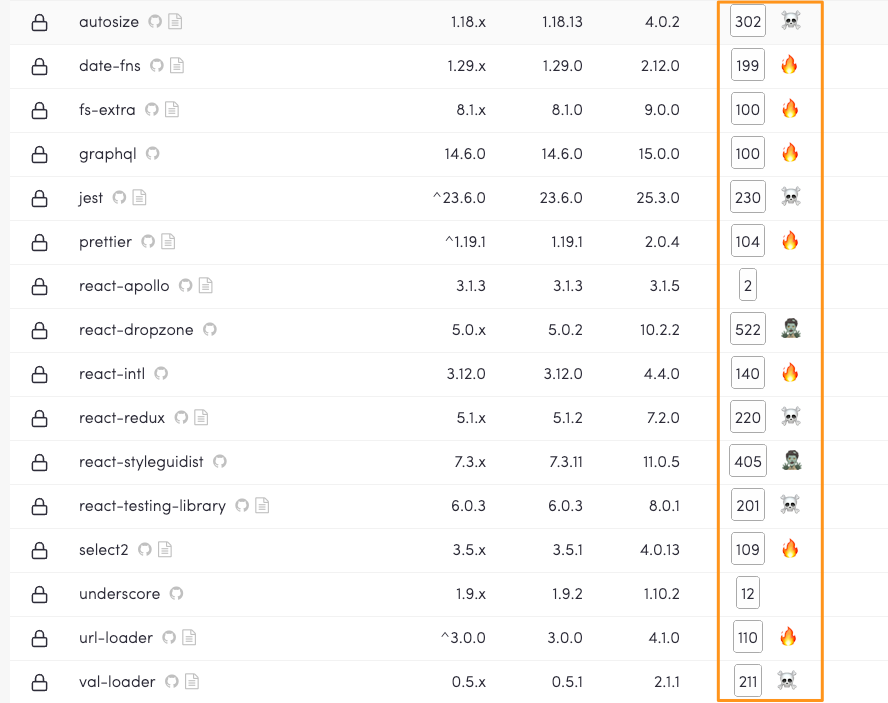 autosize 1.18.x 1.18.13 4.0.2 302 ☠️
date-fns 1.29.x 1.29.0 2.12.0 199 🔥
fs-extra 8.1.x 8.1.0 9.0.0 100 🔥
graphql 14.6.0 14.6.0 15.0.0 100 🔥
jest ^23.6.0 23.6.0 25.3.0 230 ☠️
prettier ^1.19.1 1.19.1 2.0.4 104 🔥
react-apollo 3.1.3 3.1.3 3.1.5 2
react-dropzone 5.0.x 5.0.2 10.2.2 522 🧟
react-intl 3.12.0 3.12.0 4.4.0 140 🔥
react-redux 5.1.x 5.1.2 7.2.0 220 ☠️
react-styleguidist 7.3.x 7.3.11 11.0.5 405 🧟
react-testing-library 6.0.3 6.0.3 8.0.1 201 ☠️
select2 3.5.x 3.5.1 4.0.13 109 🔥
underscore 1.9.x 1.9.2 1.10.2 12
url-loader ^3.0.0 3.0.0 4.1.0 110 🔥
val-loader 0.5.x 0.5.1 2.1.1 211 ☠️